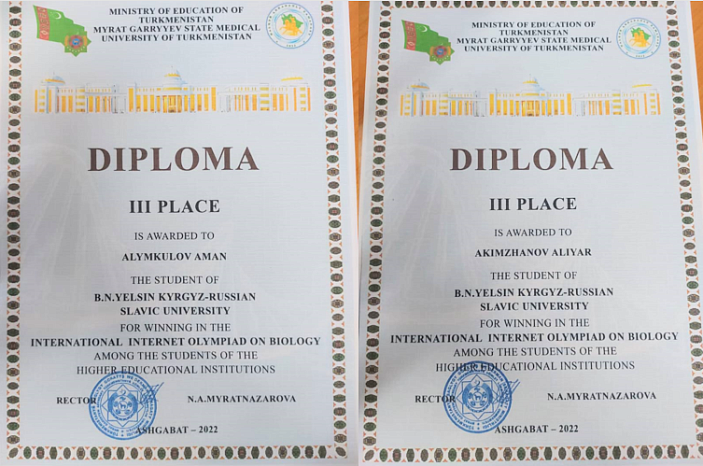 MINISTRY OF EDUCATION OF
TURKMENISTAN
MYRAT GARRYYEV STATE MEDICAL
UNIVERSITY OF TURKMENISTAN
DIPLOMA
III PLACE
IS AWARDED TO
ALYMKULOV AMAN
THE STUDENT OF
B.N.YELSIN KYRGYZ-RUSSIAN
SLAVIC UNIVERSITY
FOR WINNING IN THE
INTERNATIONAL INTERNET OLYMPIAD ON BIOLOGY
AMONG THE STUDENTS OF THE
HIGHER EDUCATIONAL INSTITUTIONS
RECTOR N.A.MYRATNAZAROVA
ASHGABAT – 2022
MINISTRY OF EDUCATION OF
TURKMENISTAN
MYRAT GARRYYEV STATE MEDICAL
UNIVERSITY OF TURKMENISTAN
DIPLOMA
III PLACE
IS AWARDED TO
AKIMZHANOV ALIYAR
THE STUDENT OF
B.N.YELSIN KYRGYZ-RUSSIAN
SLAVIC UNIVERSITY
FOR WINNING IN THE
INTERNATIONAL INTERNET OLYMPIAD ON BIOLOGY
AMONG THE STUDENTS OF THE
HIGHER EDUCATIONAL INSTITUTIONS
RECTOR N.A.MYRATNAZAROVA
ASHGABAT – 2022